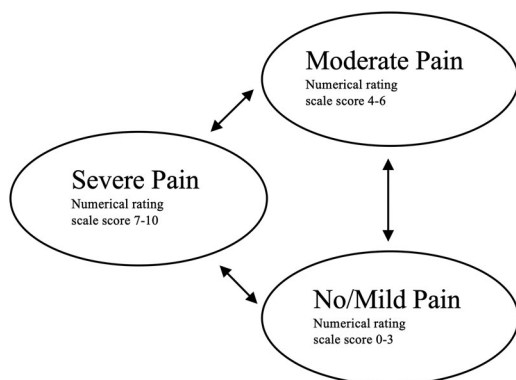 Moderate Pain
Numerical rating
scale score 4-6
Severe Pain
Numerical rating
scale score 7-10
No/Mild Pain
Numerical rating
scale score 0-3